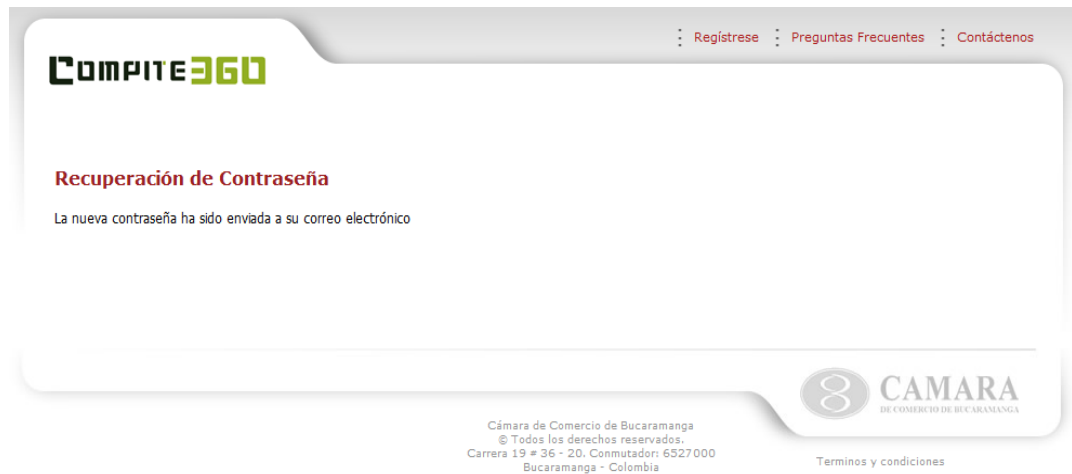 Regístrese
Preguntas Frecuentes
Contáctenos
COMPITE360
Recuperación de Contraseña
La nueva contraseña ha sido enviada a su correo electrónico
CAMARA
DE COMERCIO DE BUCARAMANGA
Cámara de Comercio de Bucaramanga
© Todos los derechos reservados.
Carrera 19 # 36 - 20. Conmutador: 6527000
Bucaramanga - Colombia
Terminos y condiciones